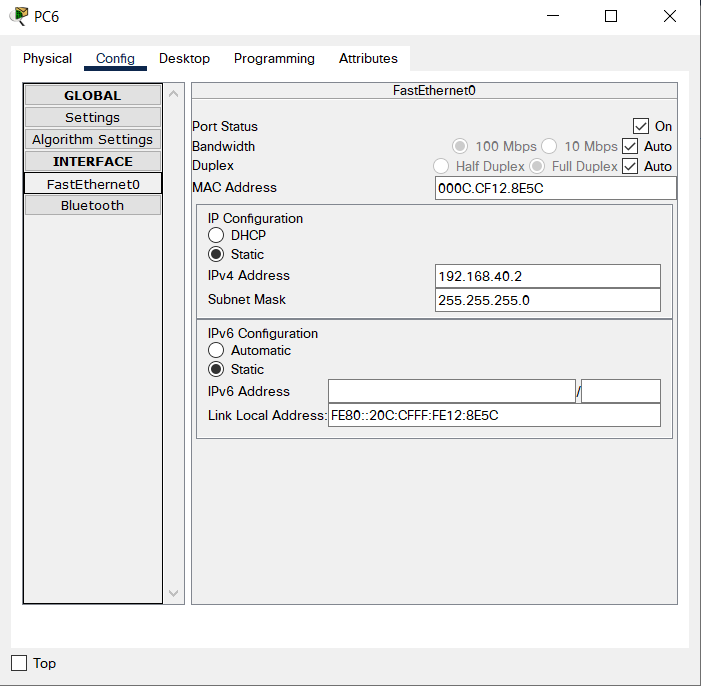 PC6
Physical Config Desktop Programming Attributes
GLOBAL
Settings
Algorithm Settings
INTERFACE
FastEthernet0
Bluetooth
FastEthernet0
Port Status On
Bandwidth 100 Mbps 10 Mbps Auto
Duplex Half Duplex Full Duplex Auto
MAC Address 000C.CF12.8E5C
IP Configuration
DHCP
Static
IPv4 Address 192.168.40.2
Subnet Mask 255.255.255.0
IPv6 Configuration
Automatic
Static
IPv6 Address /
Link Local Address: FE80::20C:CFFF:FE12:8E5C
Top